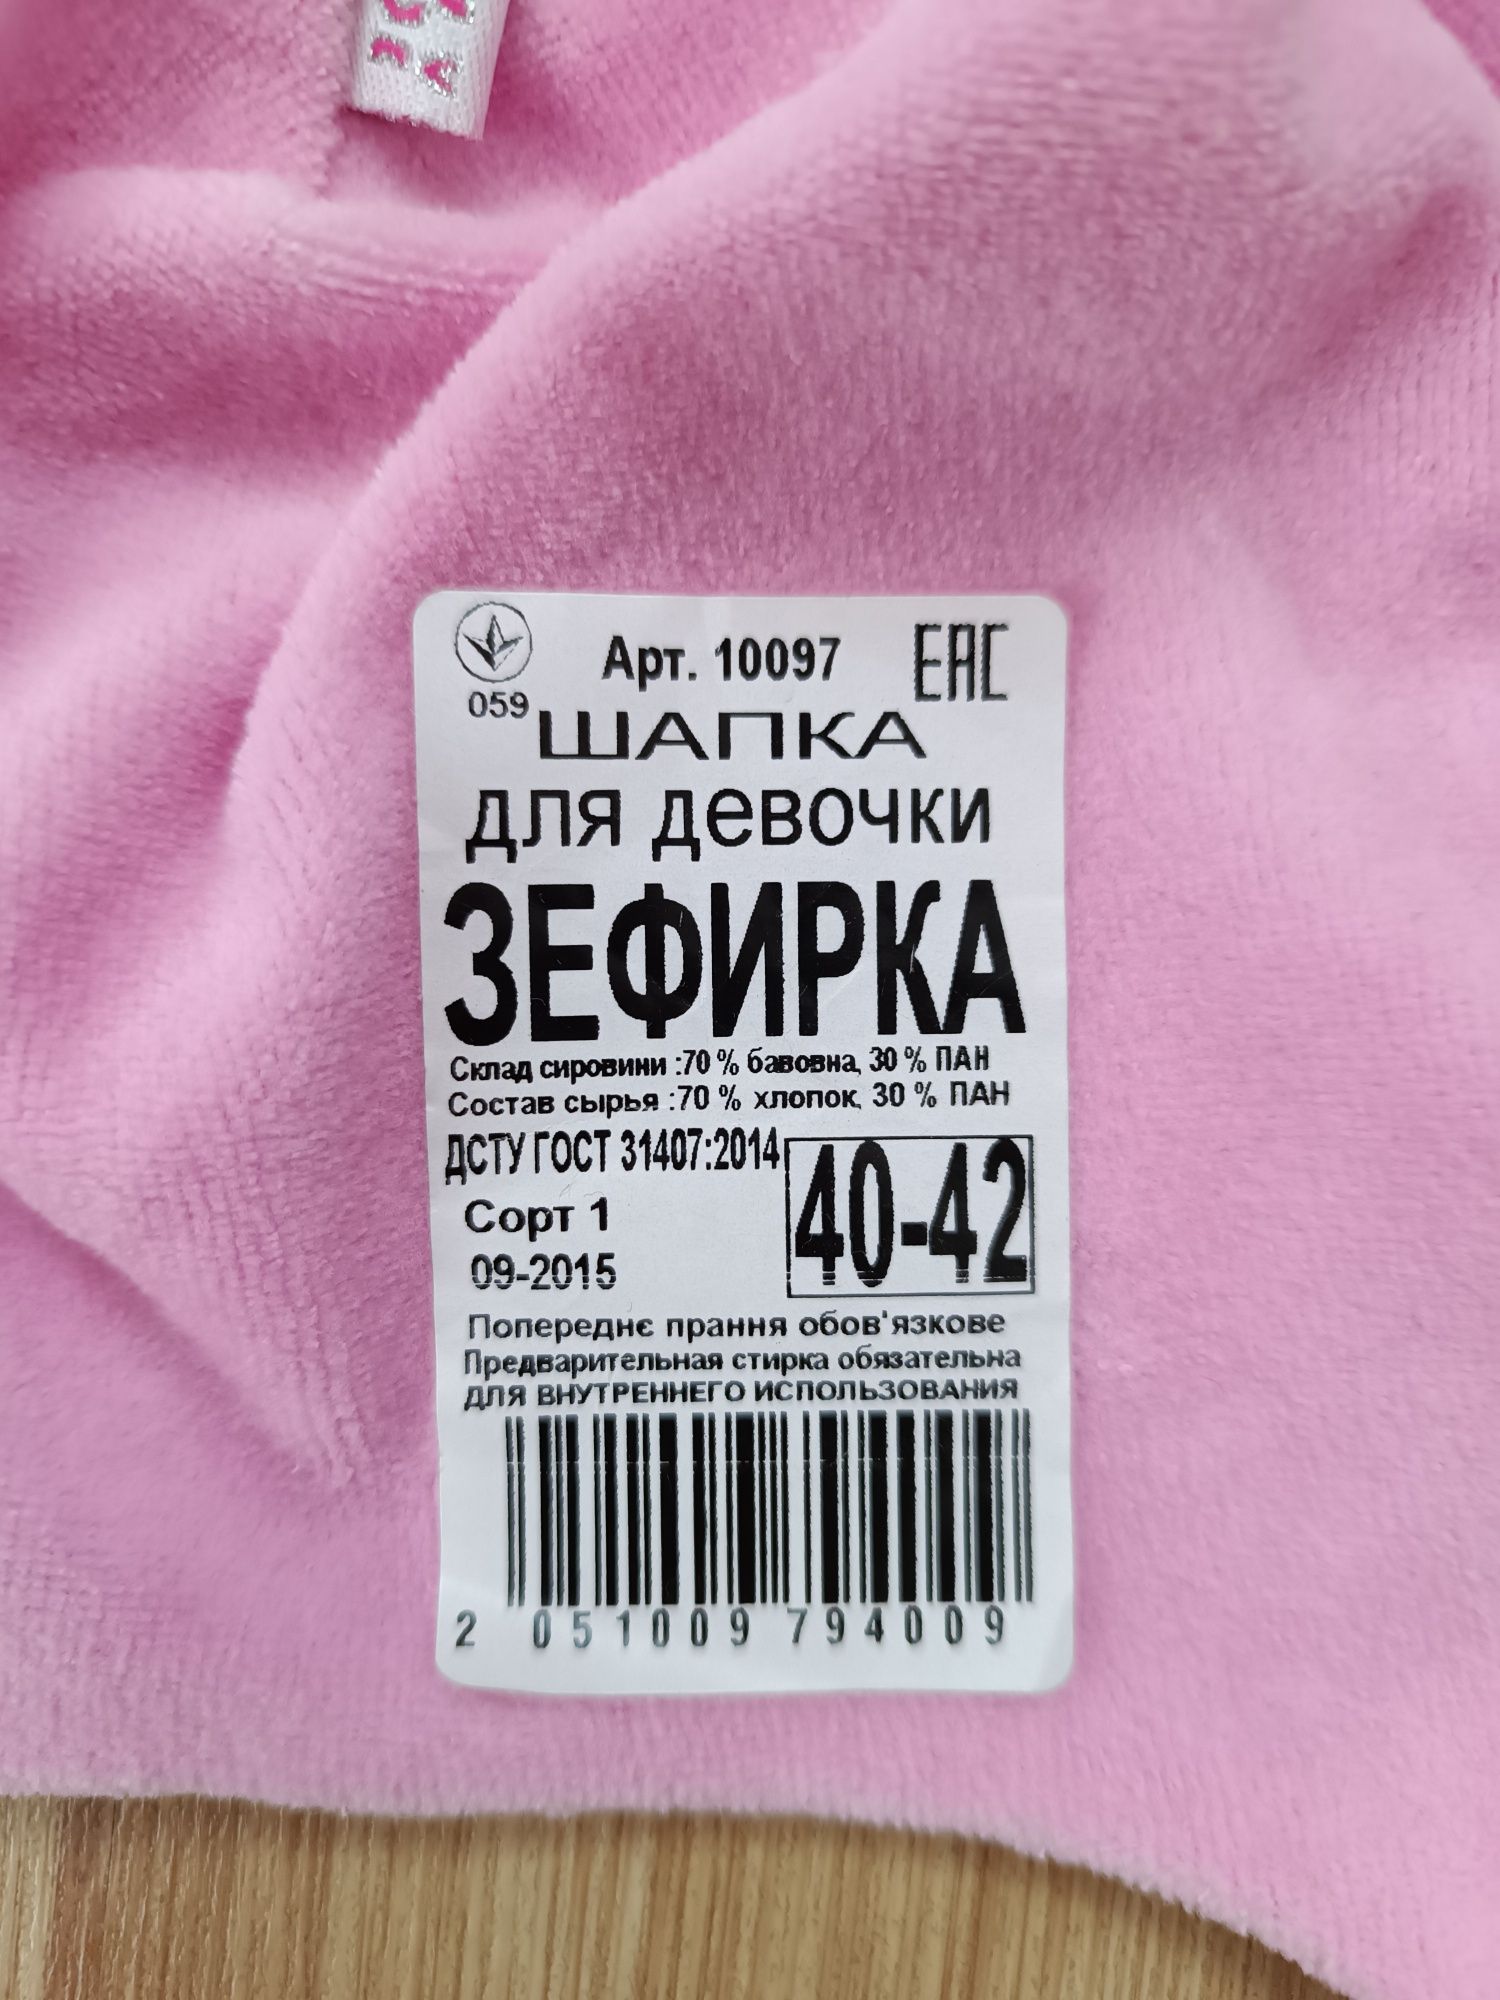 Арт. 10097
ЕАС
059
ШАПКА
для девочки
ЗЕФИРКА
Склад сировини :70 % бавовна, 30 % ПАН
Состав сырья :70 % хлопок, 30 % ПАН
ДСТУ ГОСТ 31407:2014
40-42
Сорт 1
09-2015
Попереднє прання обов'язкове
Предварительная стирка обязательна
ДЛЯ ВНУТРЕННЕГО ИСПОЛЬЗОВАНИЯ
2 051009 794009